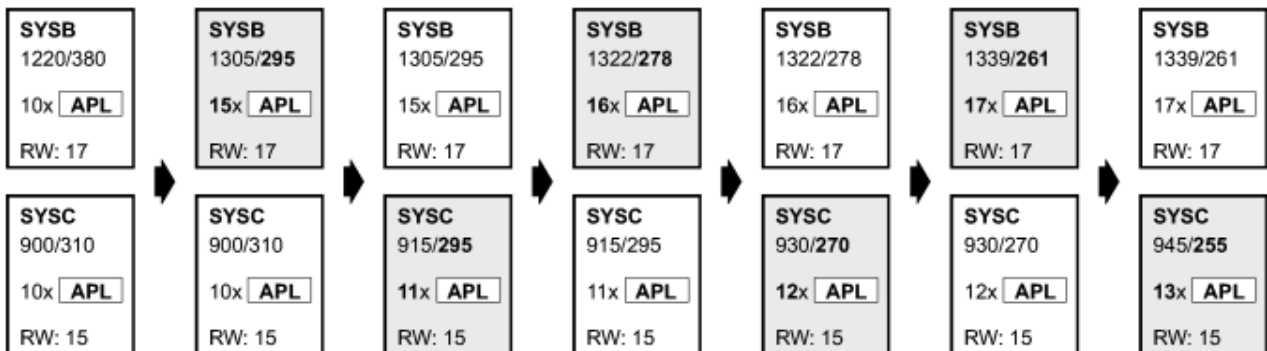 SYSB
1220/380
10x APL
RW: 17
SYSB
1305/295
15x APL
RW: 17
SYSB
1305/295
15x APL
RW: 17
SYSB
1322/278
16x APL
RW: 17
SYSB
1322/278
16x APL
RW: 17
SYSB
1339/261
17x APL
RW: 17
SYSB
1339/261
17x APL
RW: 17
SYSC
900/310
10x APL
RW: 15
SYSC
900/310
10x APL
RW: 15
SYSC
915/295
11x APL
RW: 15
SYSC
915/295
11x APL
RW: 15
SYSC
930/270
12x APL
RW: 15
SYSC
930/270
12x APL
RW: 15
SYSC
945/255
13x APL
RW: 15